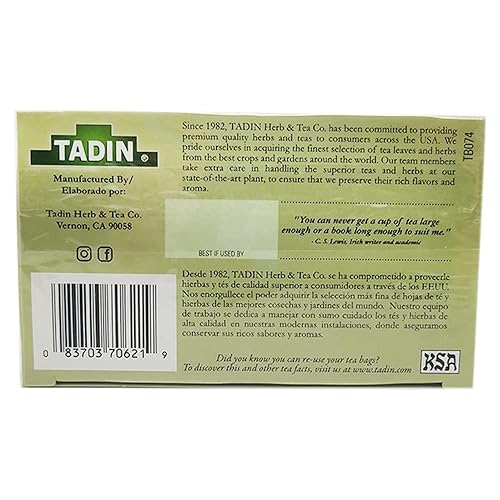 TADIN ®
Manufactured By/
Elaborado por:
Tadin Herb & Tea Co.
Vernon, CA 90058
Since 1982, TADIN Herb & Tea Co. has been committed to providing
premium quality herbs and teas to consumers across the USA. We
pride ourselves in acquiring the finest selection of tea leaves and herbs
from the best crops and gardens around the world. Our team members
take extra care in handling the superior teas and herbs at our
state-of-the-art plant, to ensure that we preserve their rich flavors and
aroma.
TB074
BEST IF USED BY
"You can never get a cup of tea large
enough or a book long enough to suit me."
- C. S. Lewis, Irish writer and academic
Desde 1982, TADIN Herb & Tea Co. se ha comprometido a proveerle
hierbas y tés de calidad superior a consumidores a través de los EEUU.
Nos enorgullece el poder adquirir la selección más fina de hojas de té y
hierbas de las mejores cosechas y jardines del mundo. Nuestro equipo
de trabajo se dedica a manejar con sumo cuidado los tés y hierbas de
alta calidad en nuestras modernas instalaciones, donde aseguramos
conservar sus ricos sabores y aromas.
0 83703 70621 9
Did you know you can re-use your tea bags?
To discover this and other tea facts, visit us at www.tadin.com
KSA